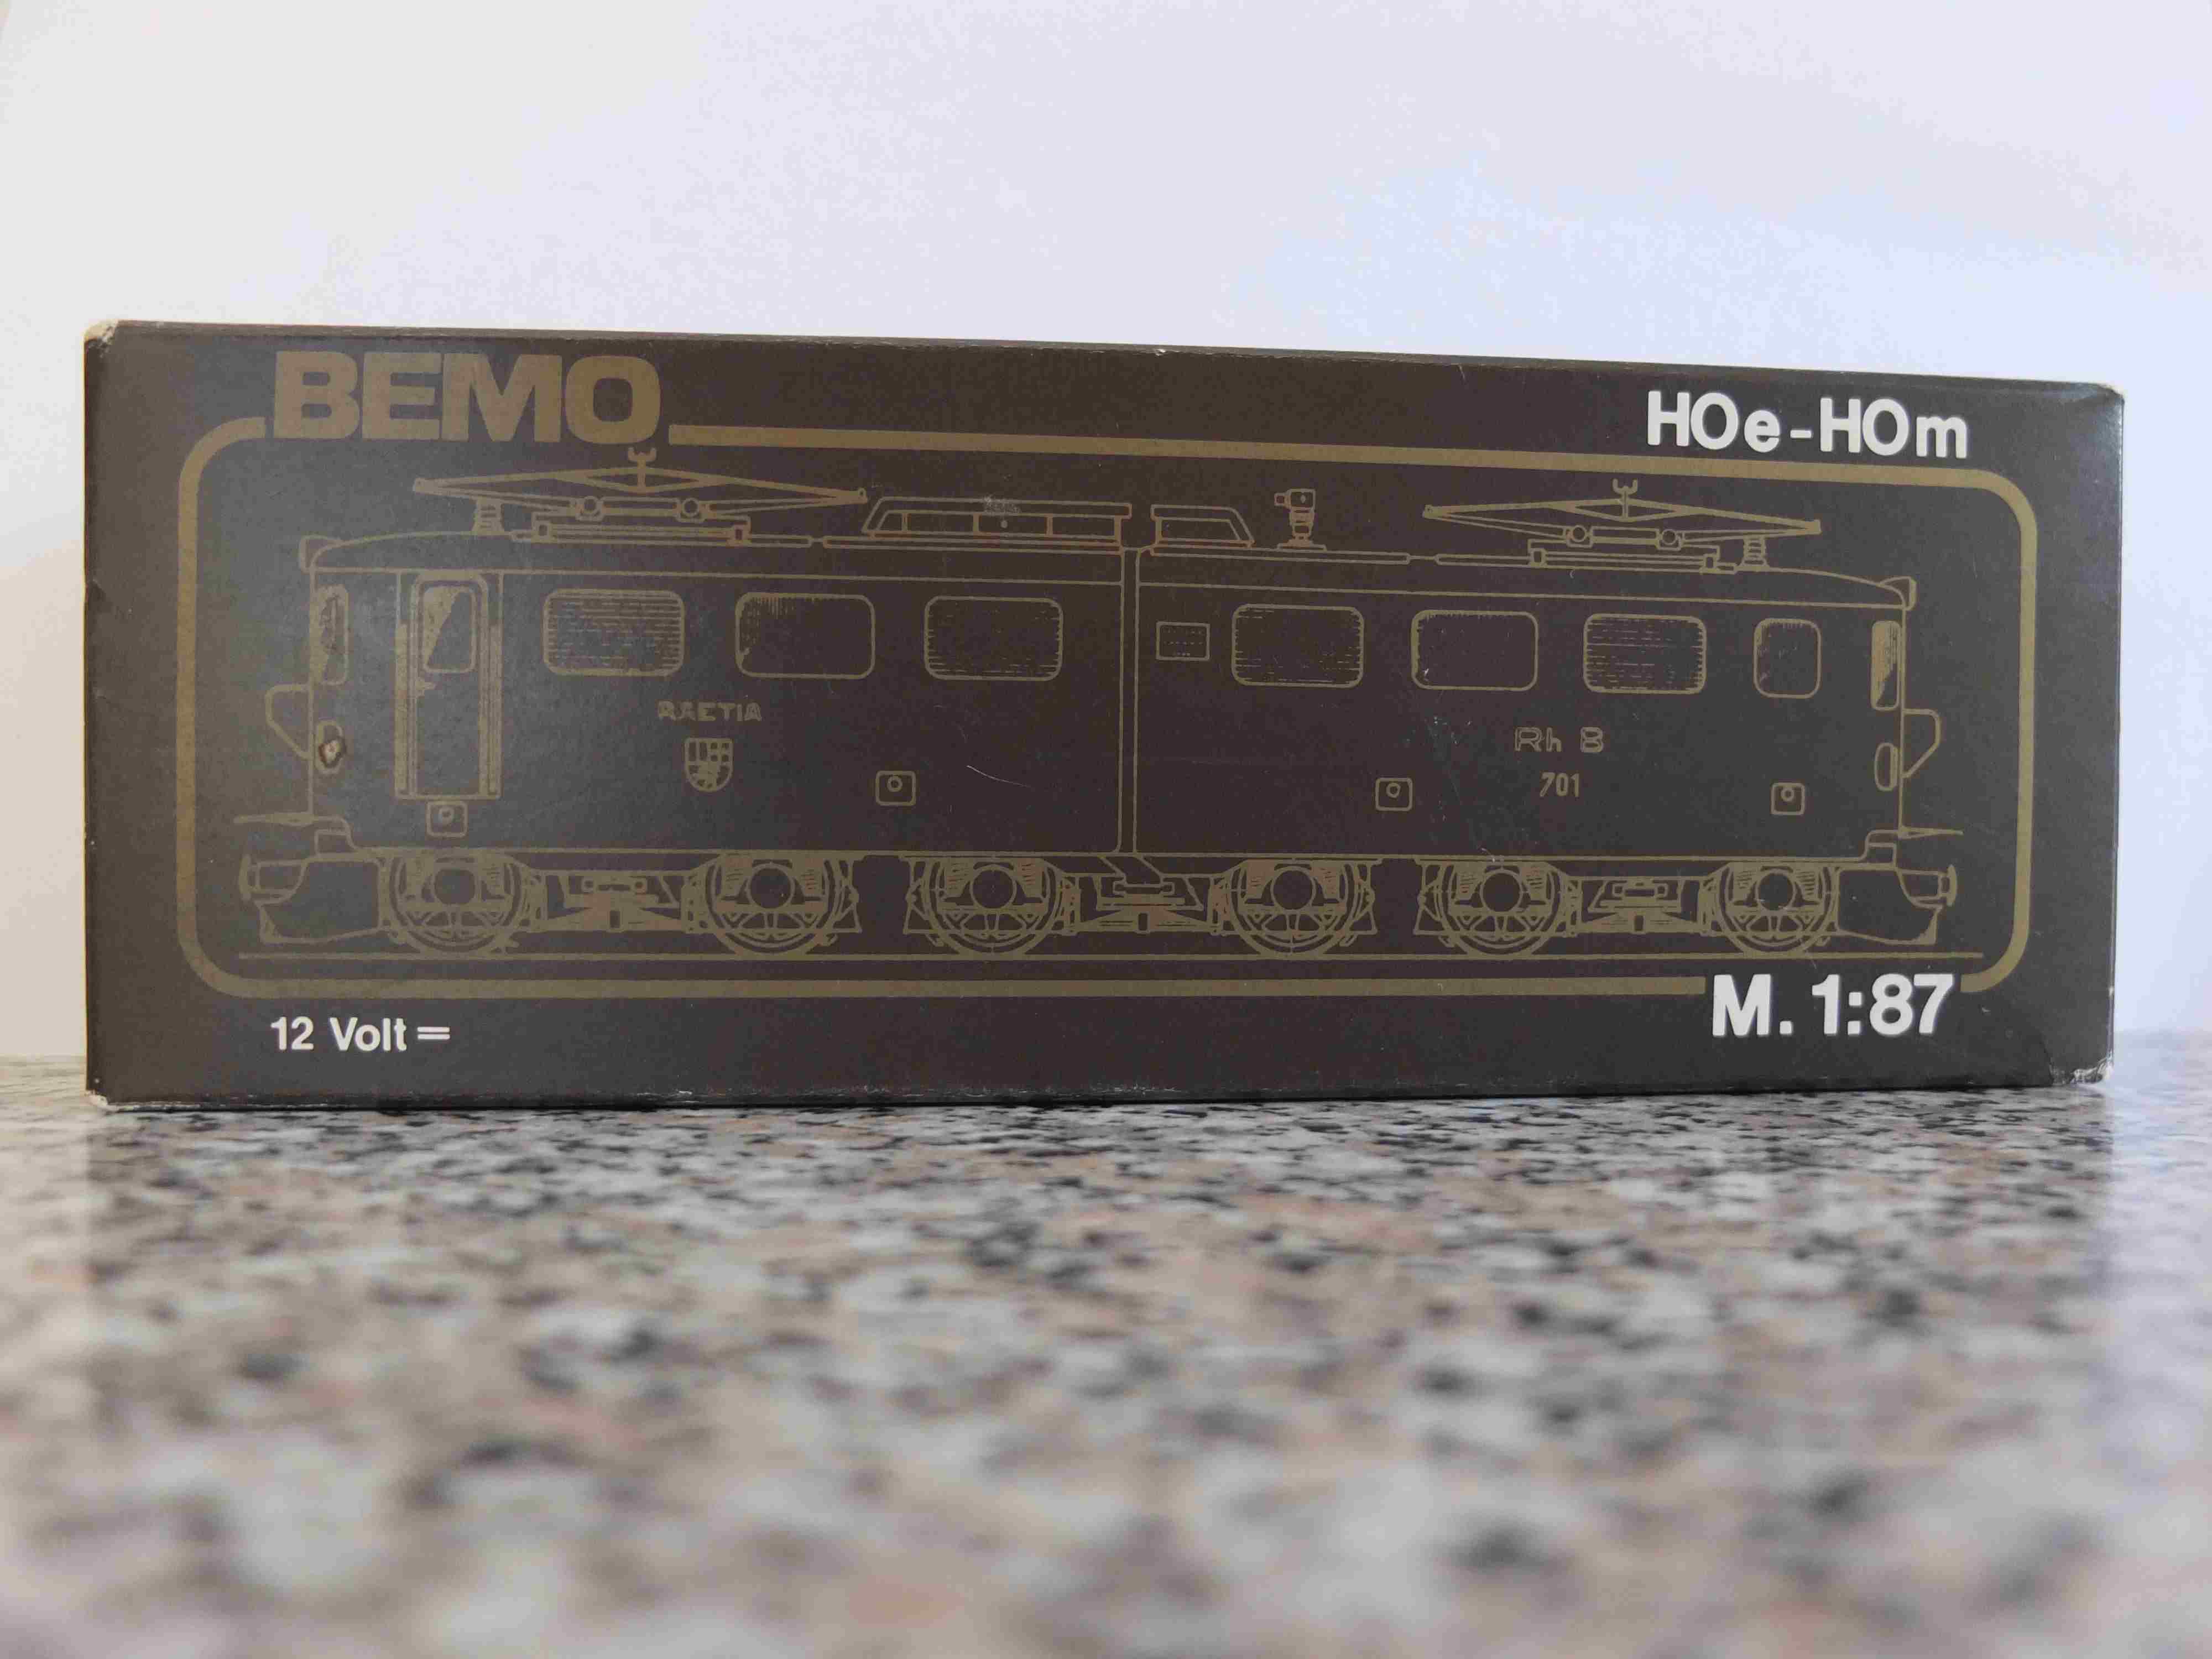 BEMO
HOe-HOm
RAETIA
Rh B
701
12 Volt =
M. 1:87